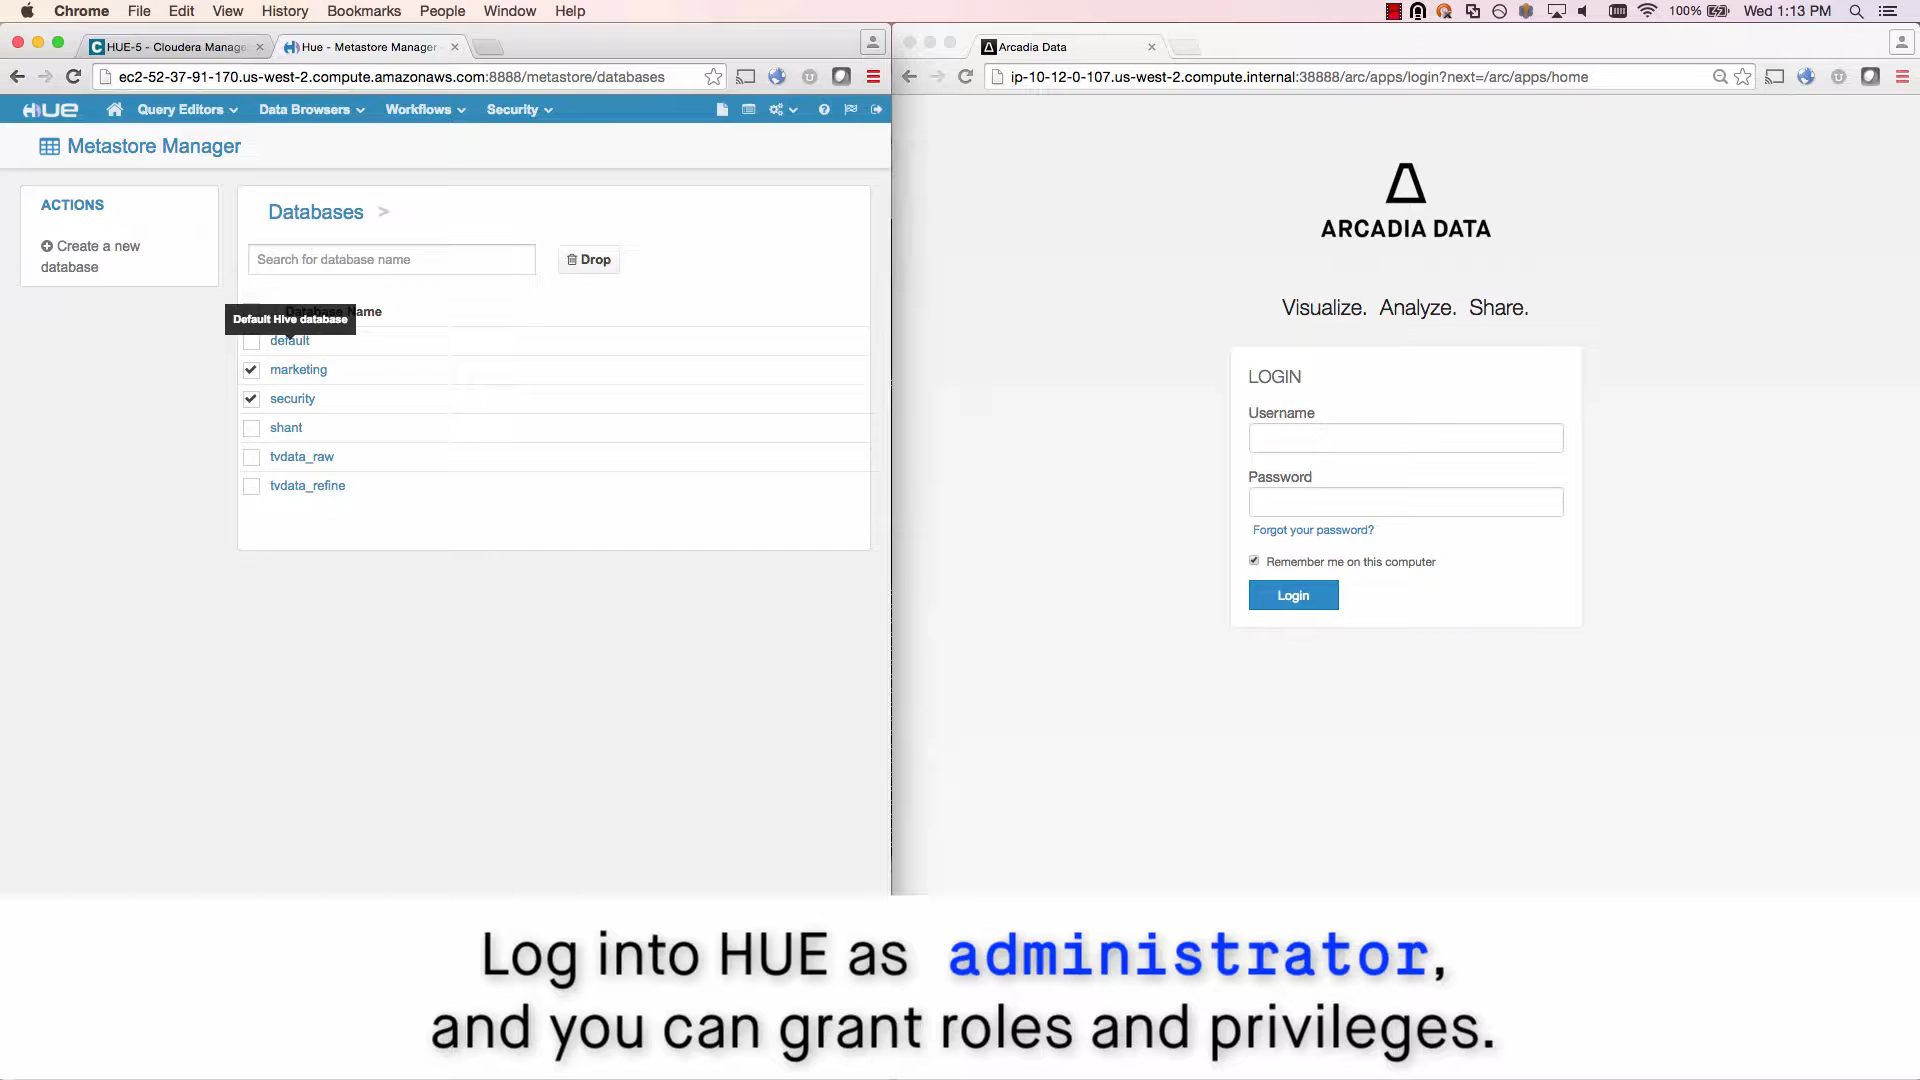 Chrome File Edit View History Bookmarks People Window Help 100% Wed 1:13 PM
HUE-5 - Cloudera Manage
Hue - Metastore Manager
Arcadia Data
ec2-52-37-91-170.us-west-2.compute.amazonaws.com:8888/metastore/databases
ip-10-12-0-107.us-west-2.compute.internal:38888/arc/apps/login?next=/arc/apps/home
HUE Query Editors Data Browsers Workflows Security
Metastore Manager
ACTIONS
Create a new
database
Databases >
Search for database name
Drop
Database Name
Default Hive database
default
marketing
security
shant
tvdata_raw
tvdata_refine
ARCADIA DATA
Visualize. Analyze. Share.
LOGIN
Username
Password
Forgot your password?
Remember me on this computer
Login
Log into HUE as administrator,
and you can grant roles and privileges.